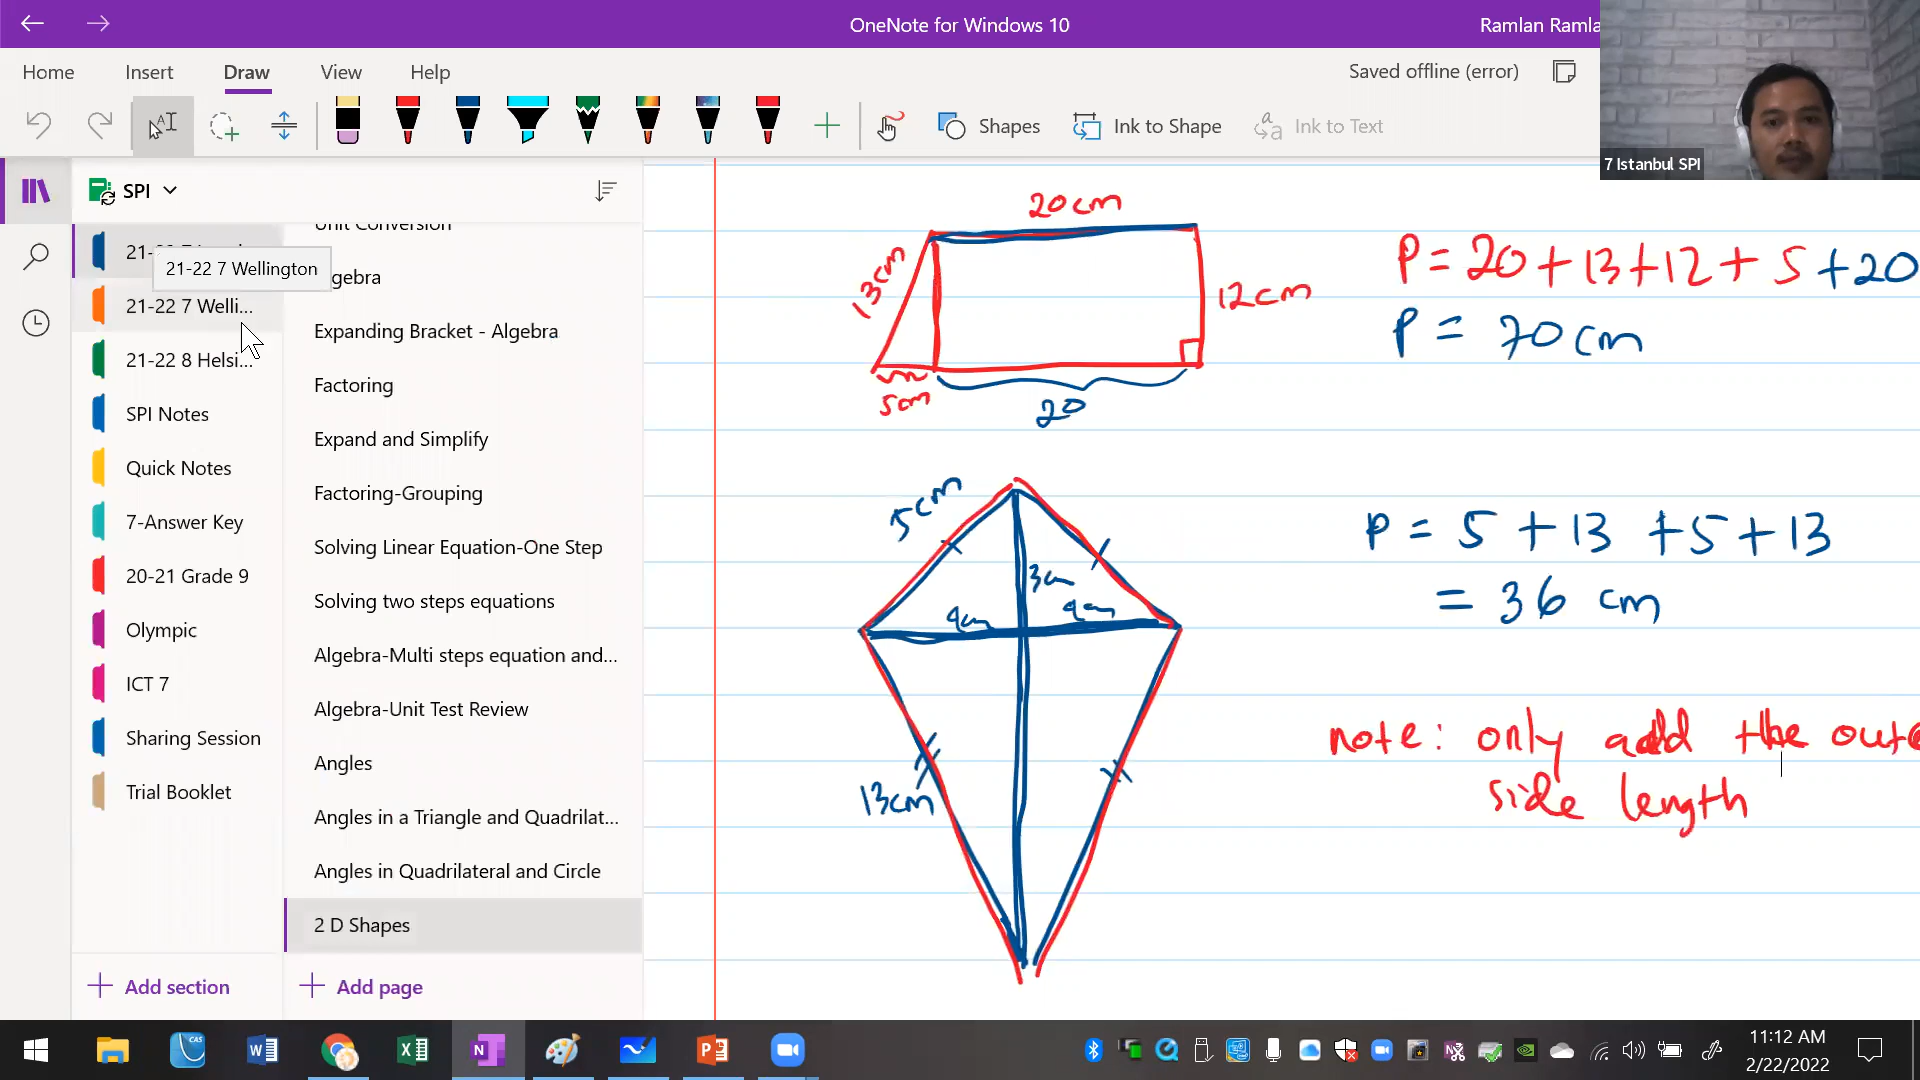 OneNote for Windows 10
Ramlan Ramla
Home
Insert
Draw
View
Help
Saved offline (error)
Shapes
Ink to Shape
Ink to Text
7 Istanbul SPI
SPI
21-22 7 Wellington
21-22 7 Welli...
21-22 8 Helsi...
SPI Notes
Quick Notes
7-Answer Key
20-21 Grade 9
Olympic
ICT 7
Sharing Session
Trial Booklet
Add section
Unit Conversion
lgebra
Expanding Bracket - Algebra
Factoring
Expand and Simplify
Factoring-Grouping
Solving Linear Equation-One Step
Solving two steps equations
Algebra-Multi steps equation and...
Algebra-Unit Test Review
Angles
Angles in a Triangle and Quadrilat...
Angles in Quadrilateral and Circle
2 D Shapes
Add page
20cm
13cm
12cm
5cm
20
P = 20 + 13 + 12 + 5 + 20
P = 70 cm
5cm
3cm
4cm
4cm
13cm
P = 5 + 13 + 5 + 13
= 36 cm
note: only add the oute
side length
11:12 AM
2/22/2022